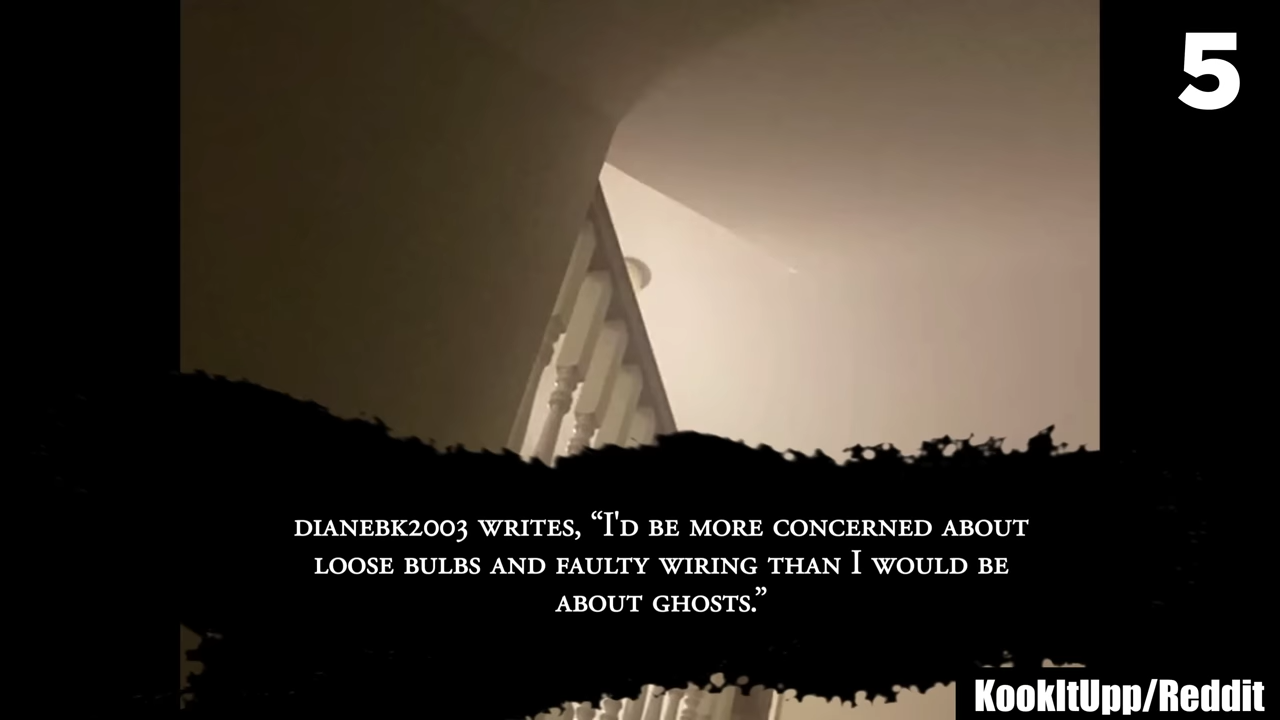 5
DIANEBK2003 WRITES, “I'D BE MORE CONCERNED ABOUT
LOOSE BULBS AND FAULTY WIRING THAN I WOULD BE
ABOUT GHOSTS.”
KookItUpp/Reddit